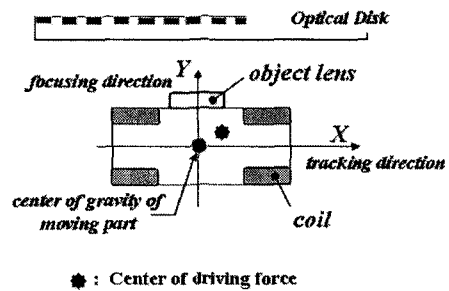 Optical Disk
Y
focusing direction
object lens
X
tracking direction
center of gravity of
moving part
coil
: Center of driving force